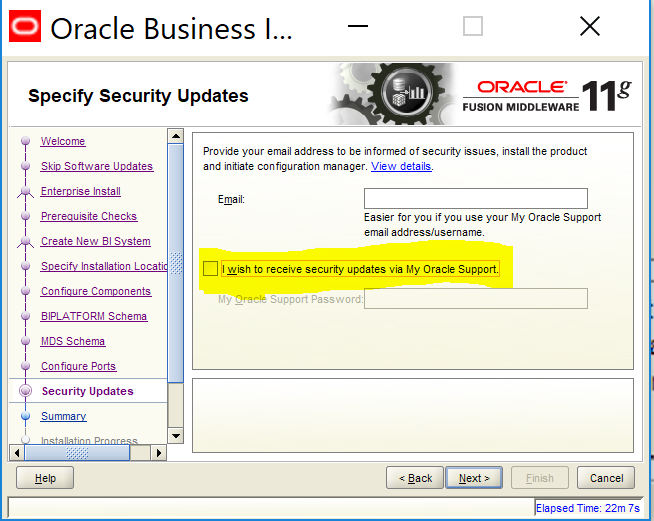 Oracle Business I...
Specify Security Updates
ORACLE
FUSION MIDDLEWARE 11g
Welcome
Skip Software Updates
Enterprise Install
Prerequisite Checks
Create New BI System
Specify Installation Locatio
Configure Components
BIPLATFORM Schema
MDS Schema
Configure Ports
Security Updates
Summary
Installation Progress
Provide your email address to be informed of security issues, install the product
and initiate configuration manager. View details.
Email:
Easier for you if you use your My Oracle Support
email address/username.
I wish to receive security updates via My Oracle Support.
My Oracle Support Password:
Help
< Back
Next >
Finish
Cancel
Elapsed Time: 22m 7s